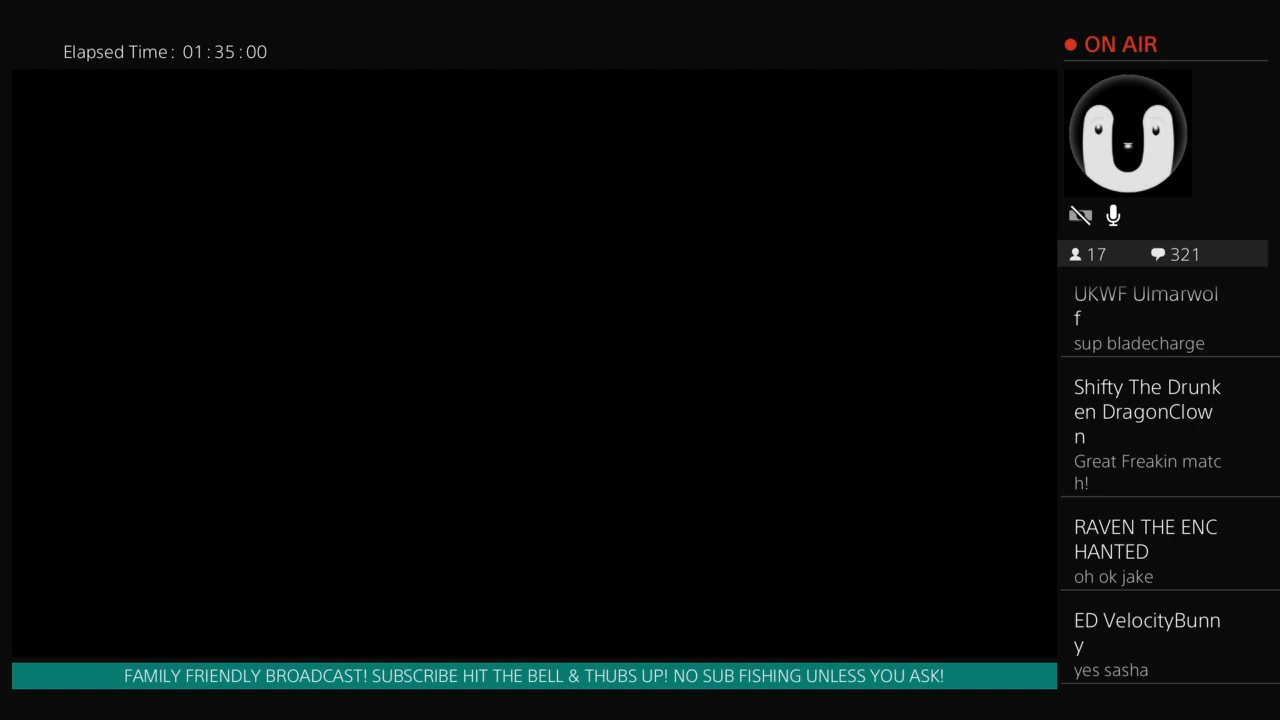 Elapsed Time: 01:35:00
ON AIR
17 321
UKWF Ulmarwol
f
sup bladecharge
Shifty The Drunk
en DragonClow
n
Great Freakin matc
h!
RAVEN THE ENC
HANTED
oh ok jake
ED VelocityBunn
y
yes sasha
FAMILY FRIENDLY BROADCAST! SUBSCRIBE HIT THE BELL & THUBS UP! NO SUB FISHING UNLESS YOU ASK!